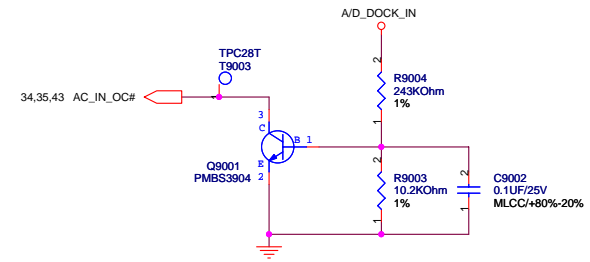 A/D_DOCK_IN
TPC28T
T9003
34,35,43 AC_IN_OC#
2
R9004
243KOhm
1%
1
3
C
B 1
E
2
Q9001
PMBS3904
2
R9003
10.2KOhm
1%
1
2
C9002
0.1UF/25V
MLCC/+80%-20%
1